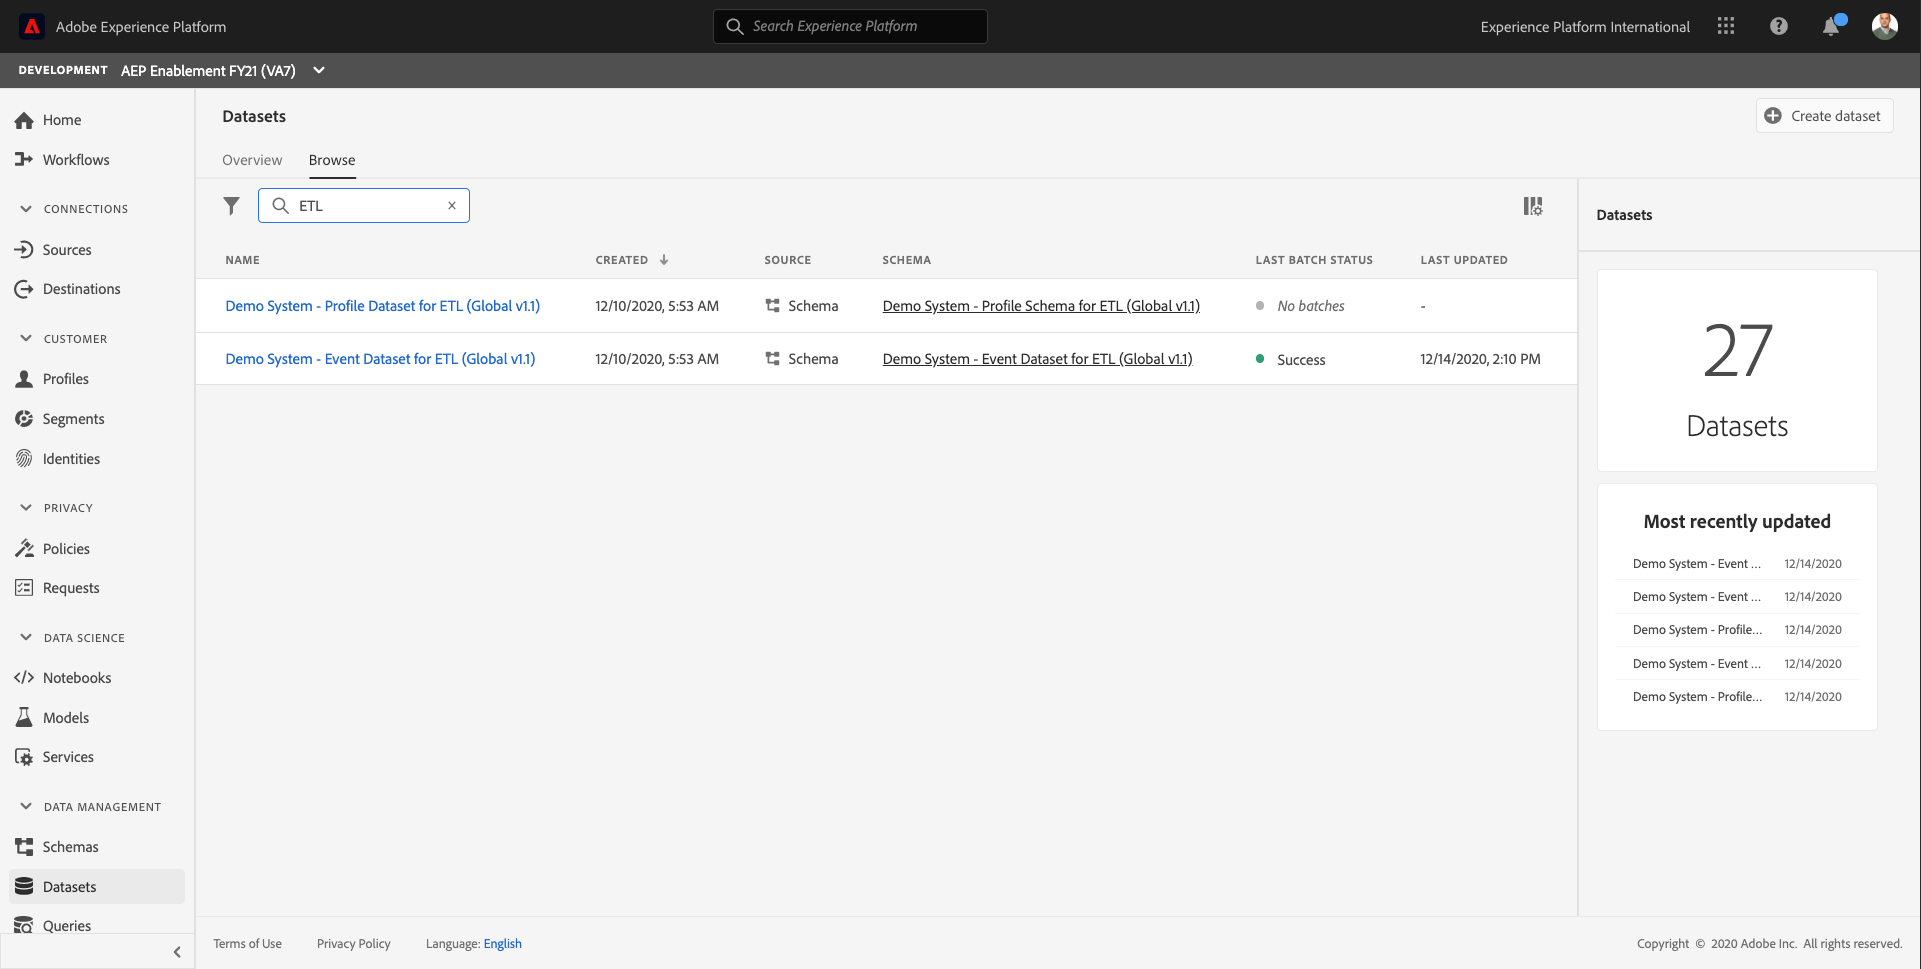 Adobe Experience Platform
Search Experience Platform
Experience Platform International
DEVELOPMENT AEP Enablement FY21 (VA7)
Home
Workflows
CONNECTIONS
Sources
Destinations
CUSTOMER
Profiles
Segments
Identities
PRIVACY
Policies
Requests
DATA SCIENCE
Notebooks
Models
Services
DATA MANAGEMENT
Schemas
Datasets
Queries
Datasets
Create dataset
Overview Browse
ETL
NAME CREATED SOURCE SCHEMA LAST BATCH STATUS LAST UPDATED
Demo System - Profile Dataset for ETL (Global v1.1) 12/10/2020, 5:53 AM Schema Demo System - Profile Schema for ETL (Global v1.1) No batches -
Demo System - Event Dataset for ETL (Global v1.1) 12/10/2020, 5:53 AM Schema Demo System - Event Dataset for ETL (Global v1.1) Success 12/14/2020, 2:10 PM
Datasets
27
Datasets
Most recently updated
Demo System - Event ... 12/14/2020
Demo System - Event ... 12/14/2020
Demo System - Profile... 12/14/2020
Demo System - Event ... 12/14/2020
Demo System - Profile... 12/14/2020
Terms of Use Privacy Policy Language: English
Copyright © 2020 Adobe Inc. All rights reserved.